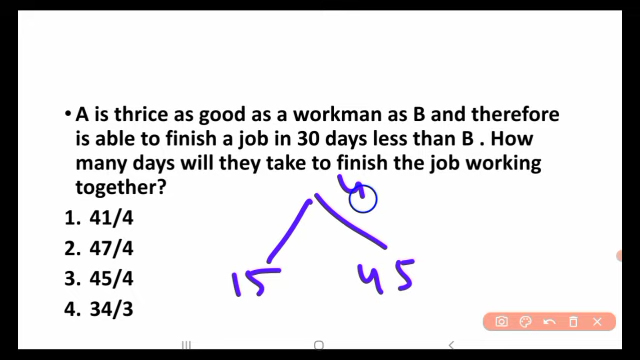 • A is thrice as good as a workman as B and therefore
is able to finish a job in 30 days less than B . How
many days will they take to finish the job working
together?
1. 41/4
2. 47/4
3. 45/4
4. 34/3
15 45